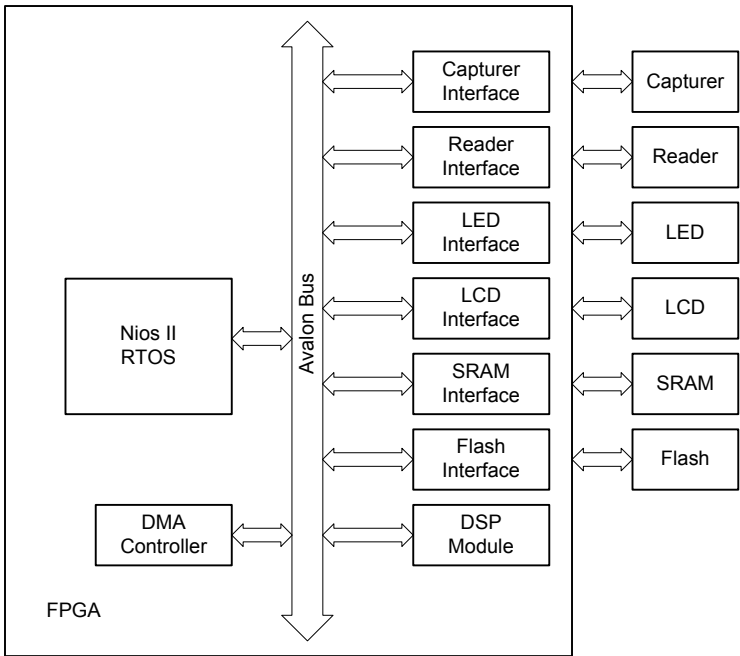 Capturer
Interface
Capturer
Reader
Interface
Reader
LED
Interface
LED
Nios II
RTOS
Avalon Bus
LCD
Interface
LCD
SRAM
Interface
SRAM
Flash
Interface
Flash
DMA
Controller
DSP
Module
FPGA